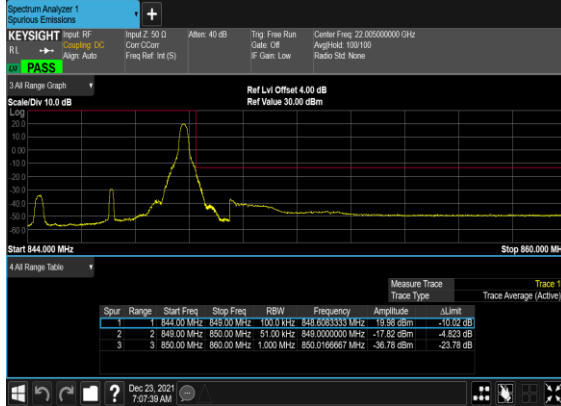 Spectrum Analyzer 1
Spurious Emissions
+
KEYSIGHT Input: RF Input Z: 50 Ω Atten: 40 dB Trig: Free Run Center Freq: 22.005000000 GHz
RL Coupling: DC Corr CCorr Gate: Off Avg|Hold: 100/100
Align: Auto Freq Ref: Int (S) IF Gain: Low Radio Std: None
PASS
3 All Range Graph
Ref Lvl Offset 4.00 dB
Scale/Div 10.0 dB Ref Value 30.00 dBm
Log
20.0
10.0
0.00
-10.0
-20.0
-30.0
-40.0
-50.0
-60.0
Start 844.000 MHz Stop 860.000 MH
4 All Range Table
Measure Trace Trace 1
Trace Type Trace Average (Active)
Spur Range Start Freq Stop Freq RBW Frequency Amplitude ΔLimit
1 1 844.00 MHz 849.00 MHz 100.0 kHz 848.6083333 MHz 19.98 dBm -10.02 dB
2 2 849.00 MHz 850.00 MHz 51.00 kHz 849.0000000 MHz -17.82 dBm -4.823 dB
3 3 850.00 MHz 860.00 MHz 1.000 MHz 850.0166667 MHz -36.78 dBm -23.78 dB
? Dec 23, 2021
7:07:39 AM